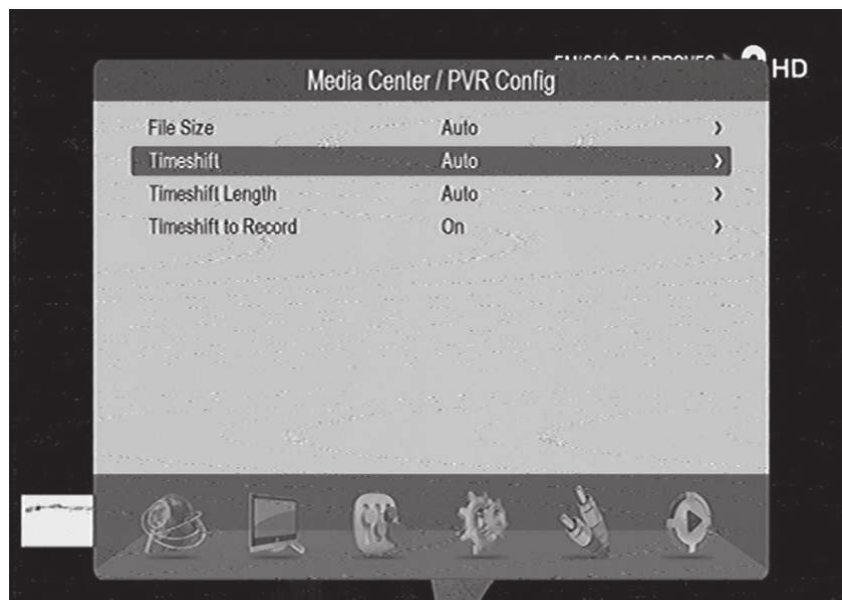 HD
Media Center / PVR Config
File Size Auto
Timeshift Auto
Timeshift Length Auto
Timeshift to Record On